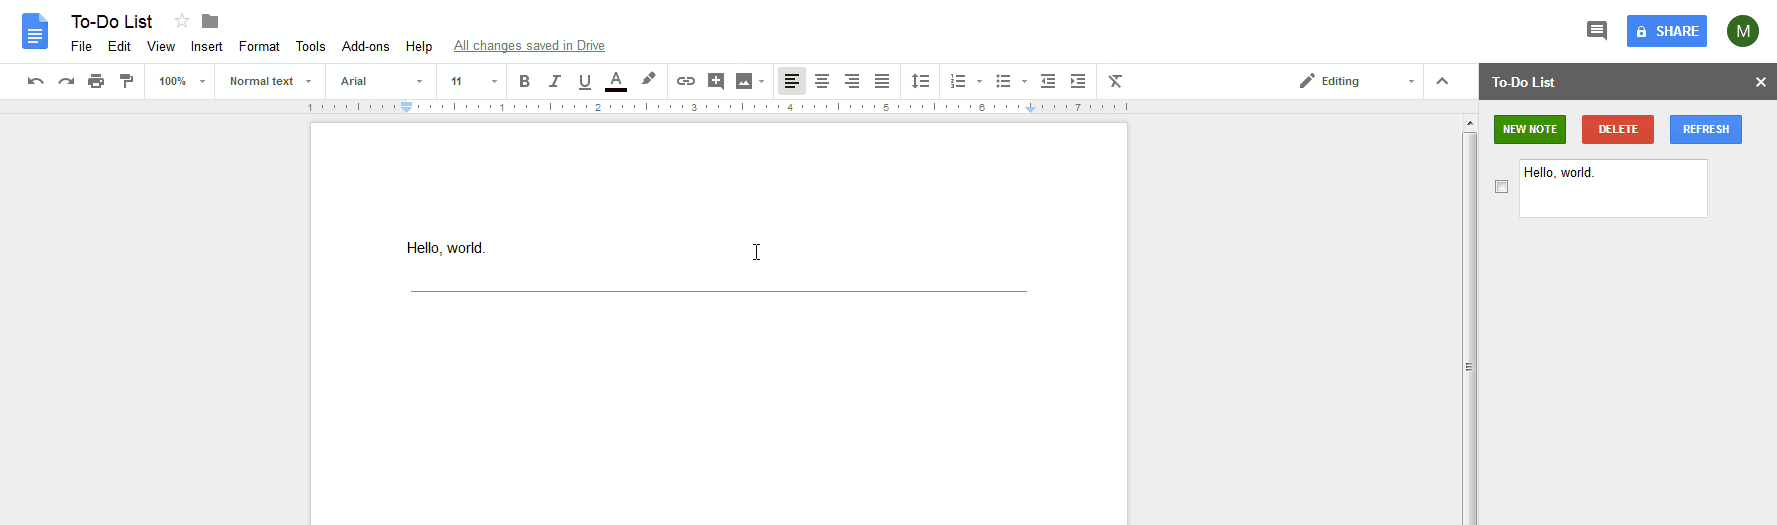 To-Do List
File Edit View Insert Format Tools Add-ons Help All changes saved in Drive
SHARE
M
100% Normal text Arial 11 B I U A Editing
To-Do List
1 1 2 3 4 5 6 7
NEW NOTE DELETE REFRESH
Hello, world.
Hello, world.